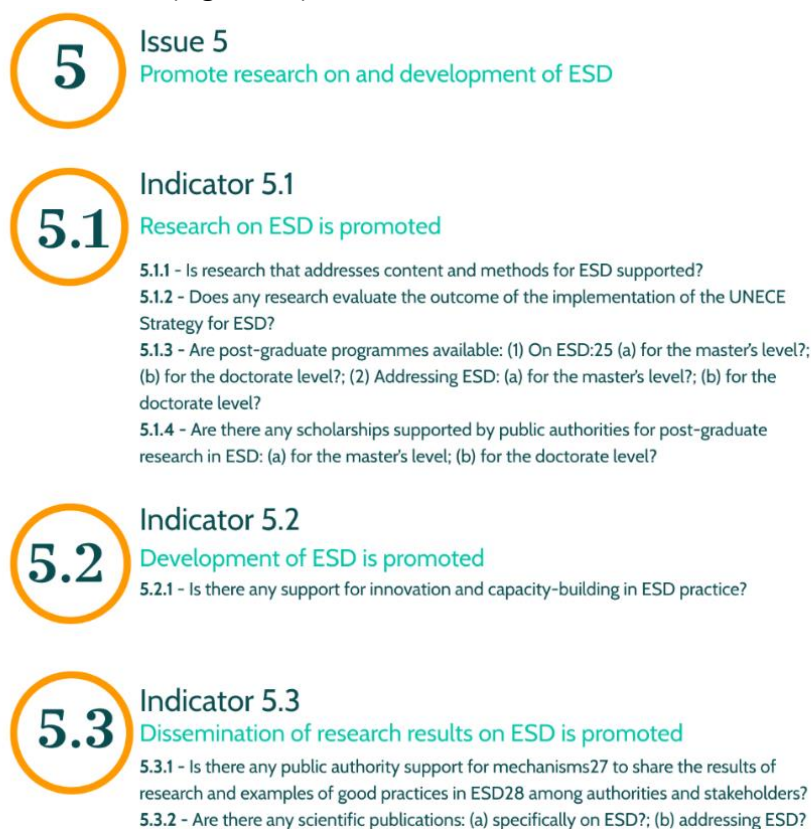 5
Issue 5
Promote research on and development of ESD
5.1
Indicator 5.1
Research on ESD is promoted
5.1.1 - Is research that addresses content and methods for ESD supported?
5.1.2 - Does any research evaluate the outcome of the implementation of the UNECE
Strategy for ESD?
5.1.3 - Are post-graduate programmes available: (1) On ESD:25 (a) for the master's level?;
(b) for the doctorate level?; (2) Addressing ESD: (a) for the master's level?; (b) for the
doctorate level?
5.1.4 - Are there any scholarships supported by public authorities for post-graduate
research in ESD: (a) for the master's level; (b) for the doctorate level?
5.2
Indicator 5.2
Development of ESD is promoted
5.2.1 - Is there any support for innovation and capacity-building in ESD practice?
5.3
Indicator 5.3
Dissemination of research results on ESD is promoted
5.3.1 - Is there any public authority support for mechanisms27 to share the results of
research and examples of good practices in ESD28 among authorities and stakeholders?
5.3.2 - Are there any scientific publications: (a) specifically on ESD?; (b) addressing ESD?